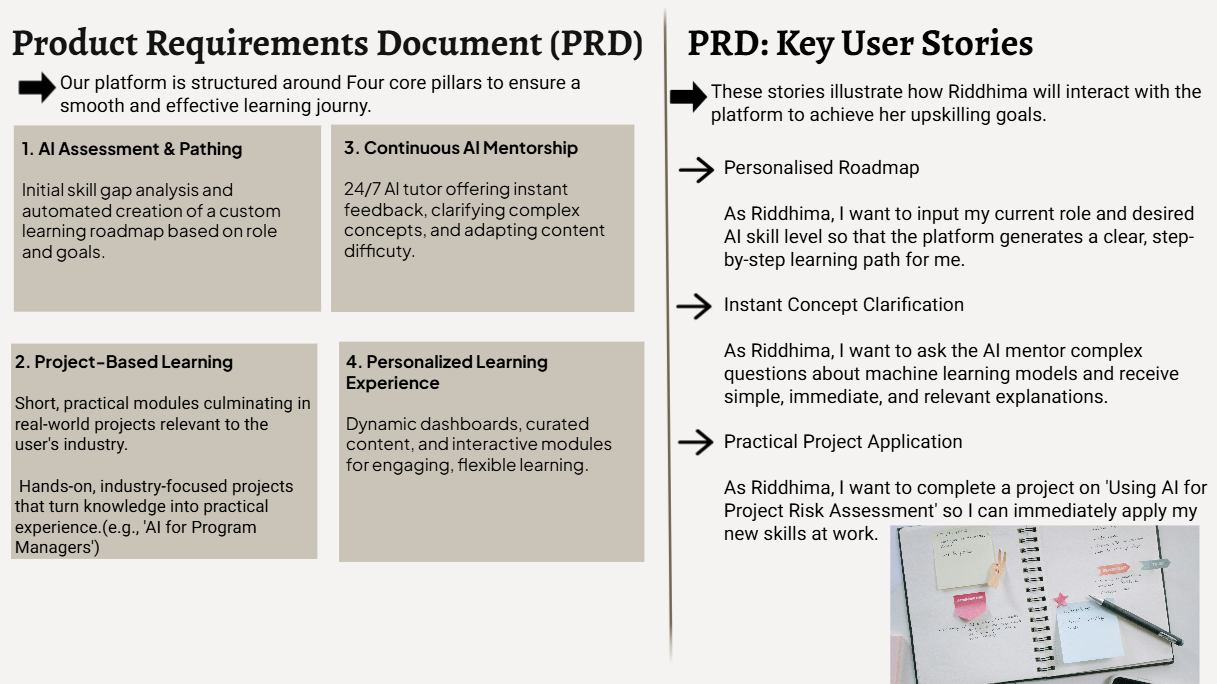 Product Requirements Document (PRD)
Our platform is structured around Four core pillars to ensure a
smooth and effective learning journy.
1. AI Assessment & Pathing
Initial skill gap analysis and
automated creation of a custom
learning roadmap based on role
and goals.
2. Project-Based Learning
Short, practical modules culminating in
real-world projects relevant to the
user's industry.
Hands-on, industry-focused projects
that turn knowledge into practical
experience.(e.g., 'AI for Program
Managers')
3. Continuous AI Mentorship
24/7 AI tutor offering instant
feedback, clarifying complex
concepts, and adapting content
difficuty.
4. Personalized Learning
Experience
Dynamic dashboards, curated
content, and interactive modules
for engaging, flexible learning.
PRD: Key User Stories
These stories illustrate how Riddhima will interact with the
platform to achieve her upskilling goals.
Personalised Roadmap
As Riddhima, I want to input my current role and desired
AI skill level so that the platform generates a clear, step-
by-step learning path for me.
Instant Concept Clarification
As Riddhima, I want to ask the AI mentor complex
questions about machine learning models and receive
simple, immediate, and relevant explanations.
Practical Project Application
As Riddhima, I want to complete a project on 'Using AI for
Project Risk Assessment' so I can immediately apply my
new skills at work.